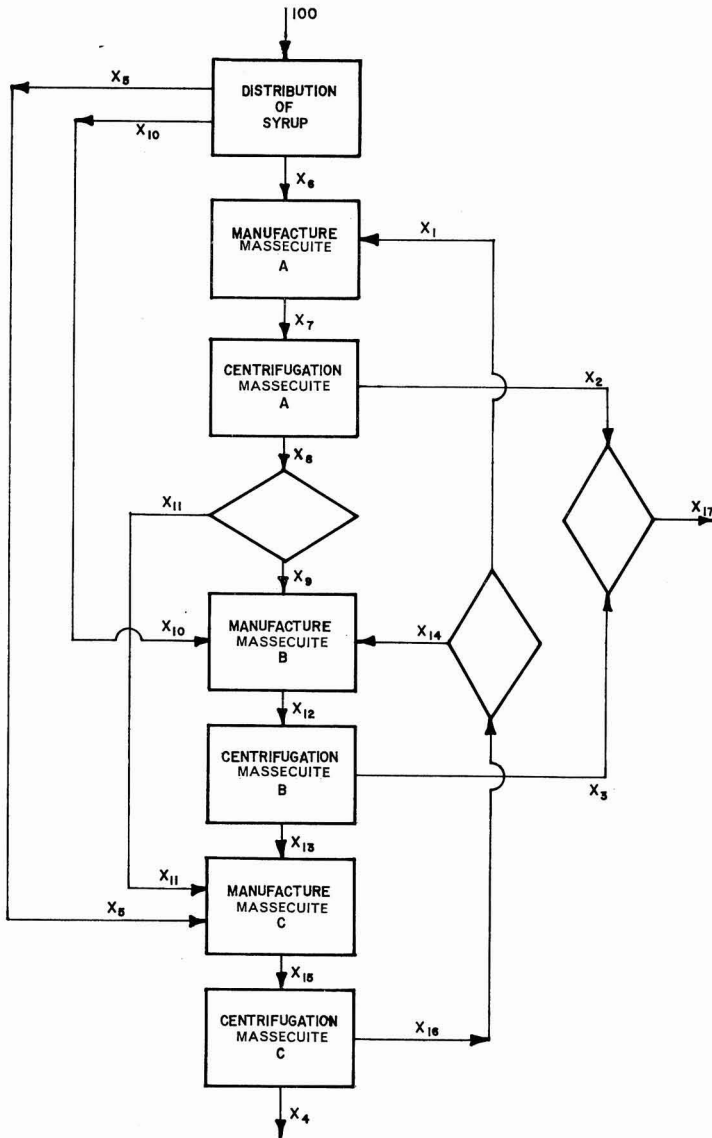 100
X₅
DISTRIBUTION
OF
SYRUP
X₁₀
X₆
MANUFACTURE
MASSECUITE
A
X₁
X₇
CENTRIFUGATION
MASSECUITE
A
X₂
X₈
X₁₁
X₁₇
X₉
X₁₀
MANUFACTURE
MASSECUITE
B
X₁₄
X₁₂
CENTRIFUGATION
MASSECUITE
B
X₃
X₁₃
X₁₁
MANUFACTURE
MASSECUITE
C
X₅
X₁₅
CENTRIFUGATION
MASSECUITE
C
X₁₆
X₄